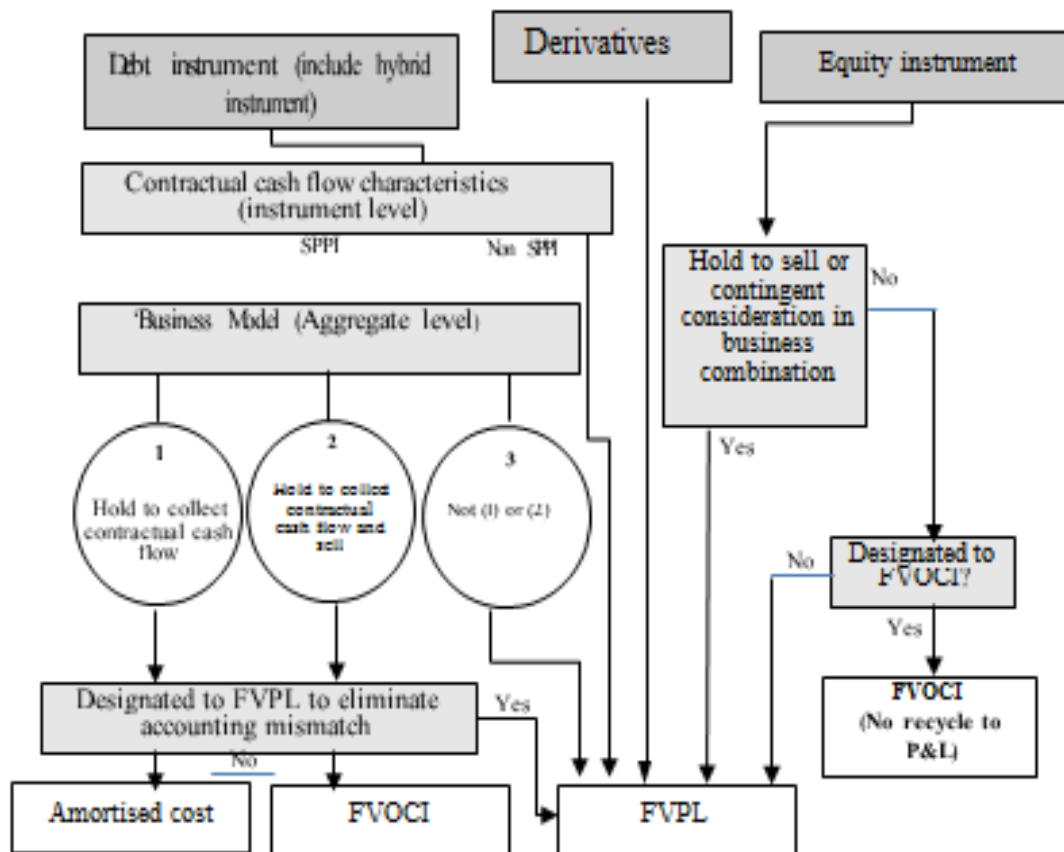 Derivatives
Debt instrument (include hybrid
instrument)
Equity instrument
Contractual cash flow characteristics
(instrument level)
SPPI
Non SPPI
Hold to sell or
contingent
consideration in
business
combination
No
Yes
Business Model (Aggregate level)
1
Hold to collect
contractual cash
flow
2
Hold to collect
contractual
cash flow and
sell
3
Not (1) or (2)
Designated to
FVOCI?
No
Yes
Designated to FVPL to eliminate
accounting mismatch
Yes
No
FVOCI
(No recycle to
P&L)
Amortised cost
FVOCI
FVPL